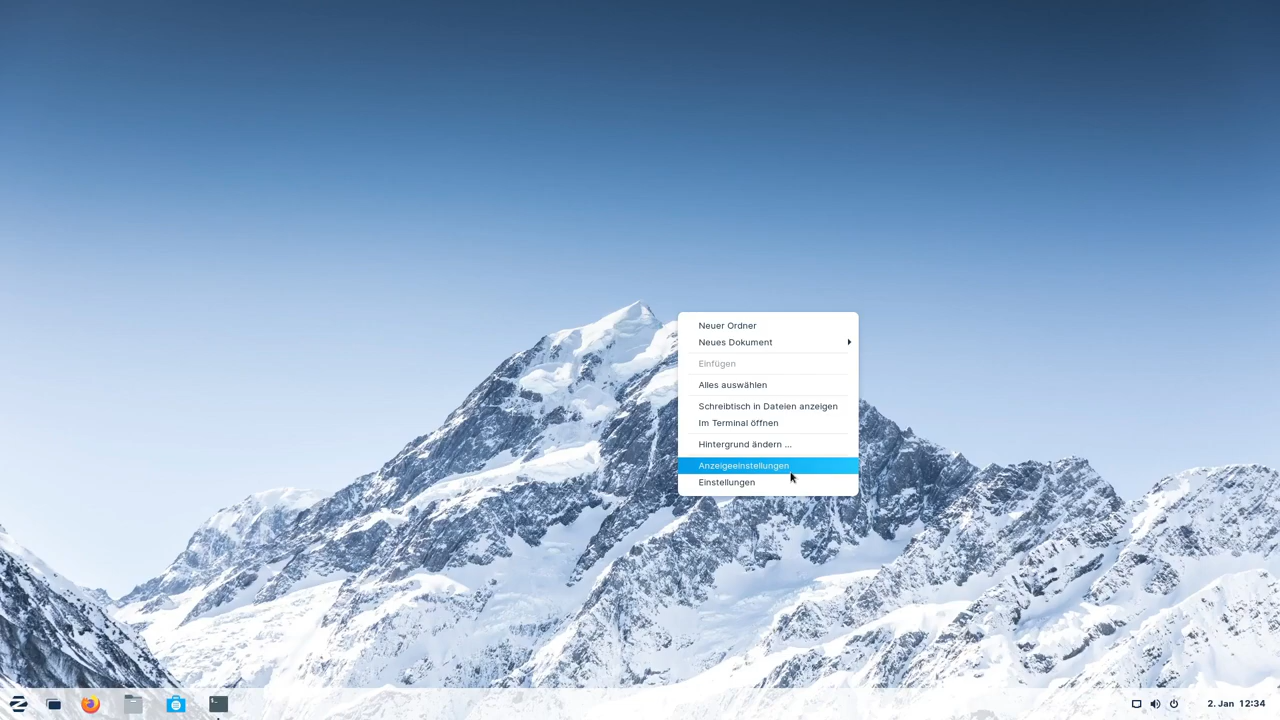 Neuer Ordner
Neues Dokument
Einfügen
Alles auswählen
Schreibtisch in Dateien anzeigen
Im Terminal öffnen
Hintergrund ändern ...
Anzeigeeinstellungen
Einstellungen
2. Jan 12:34